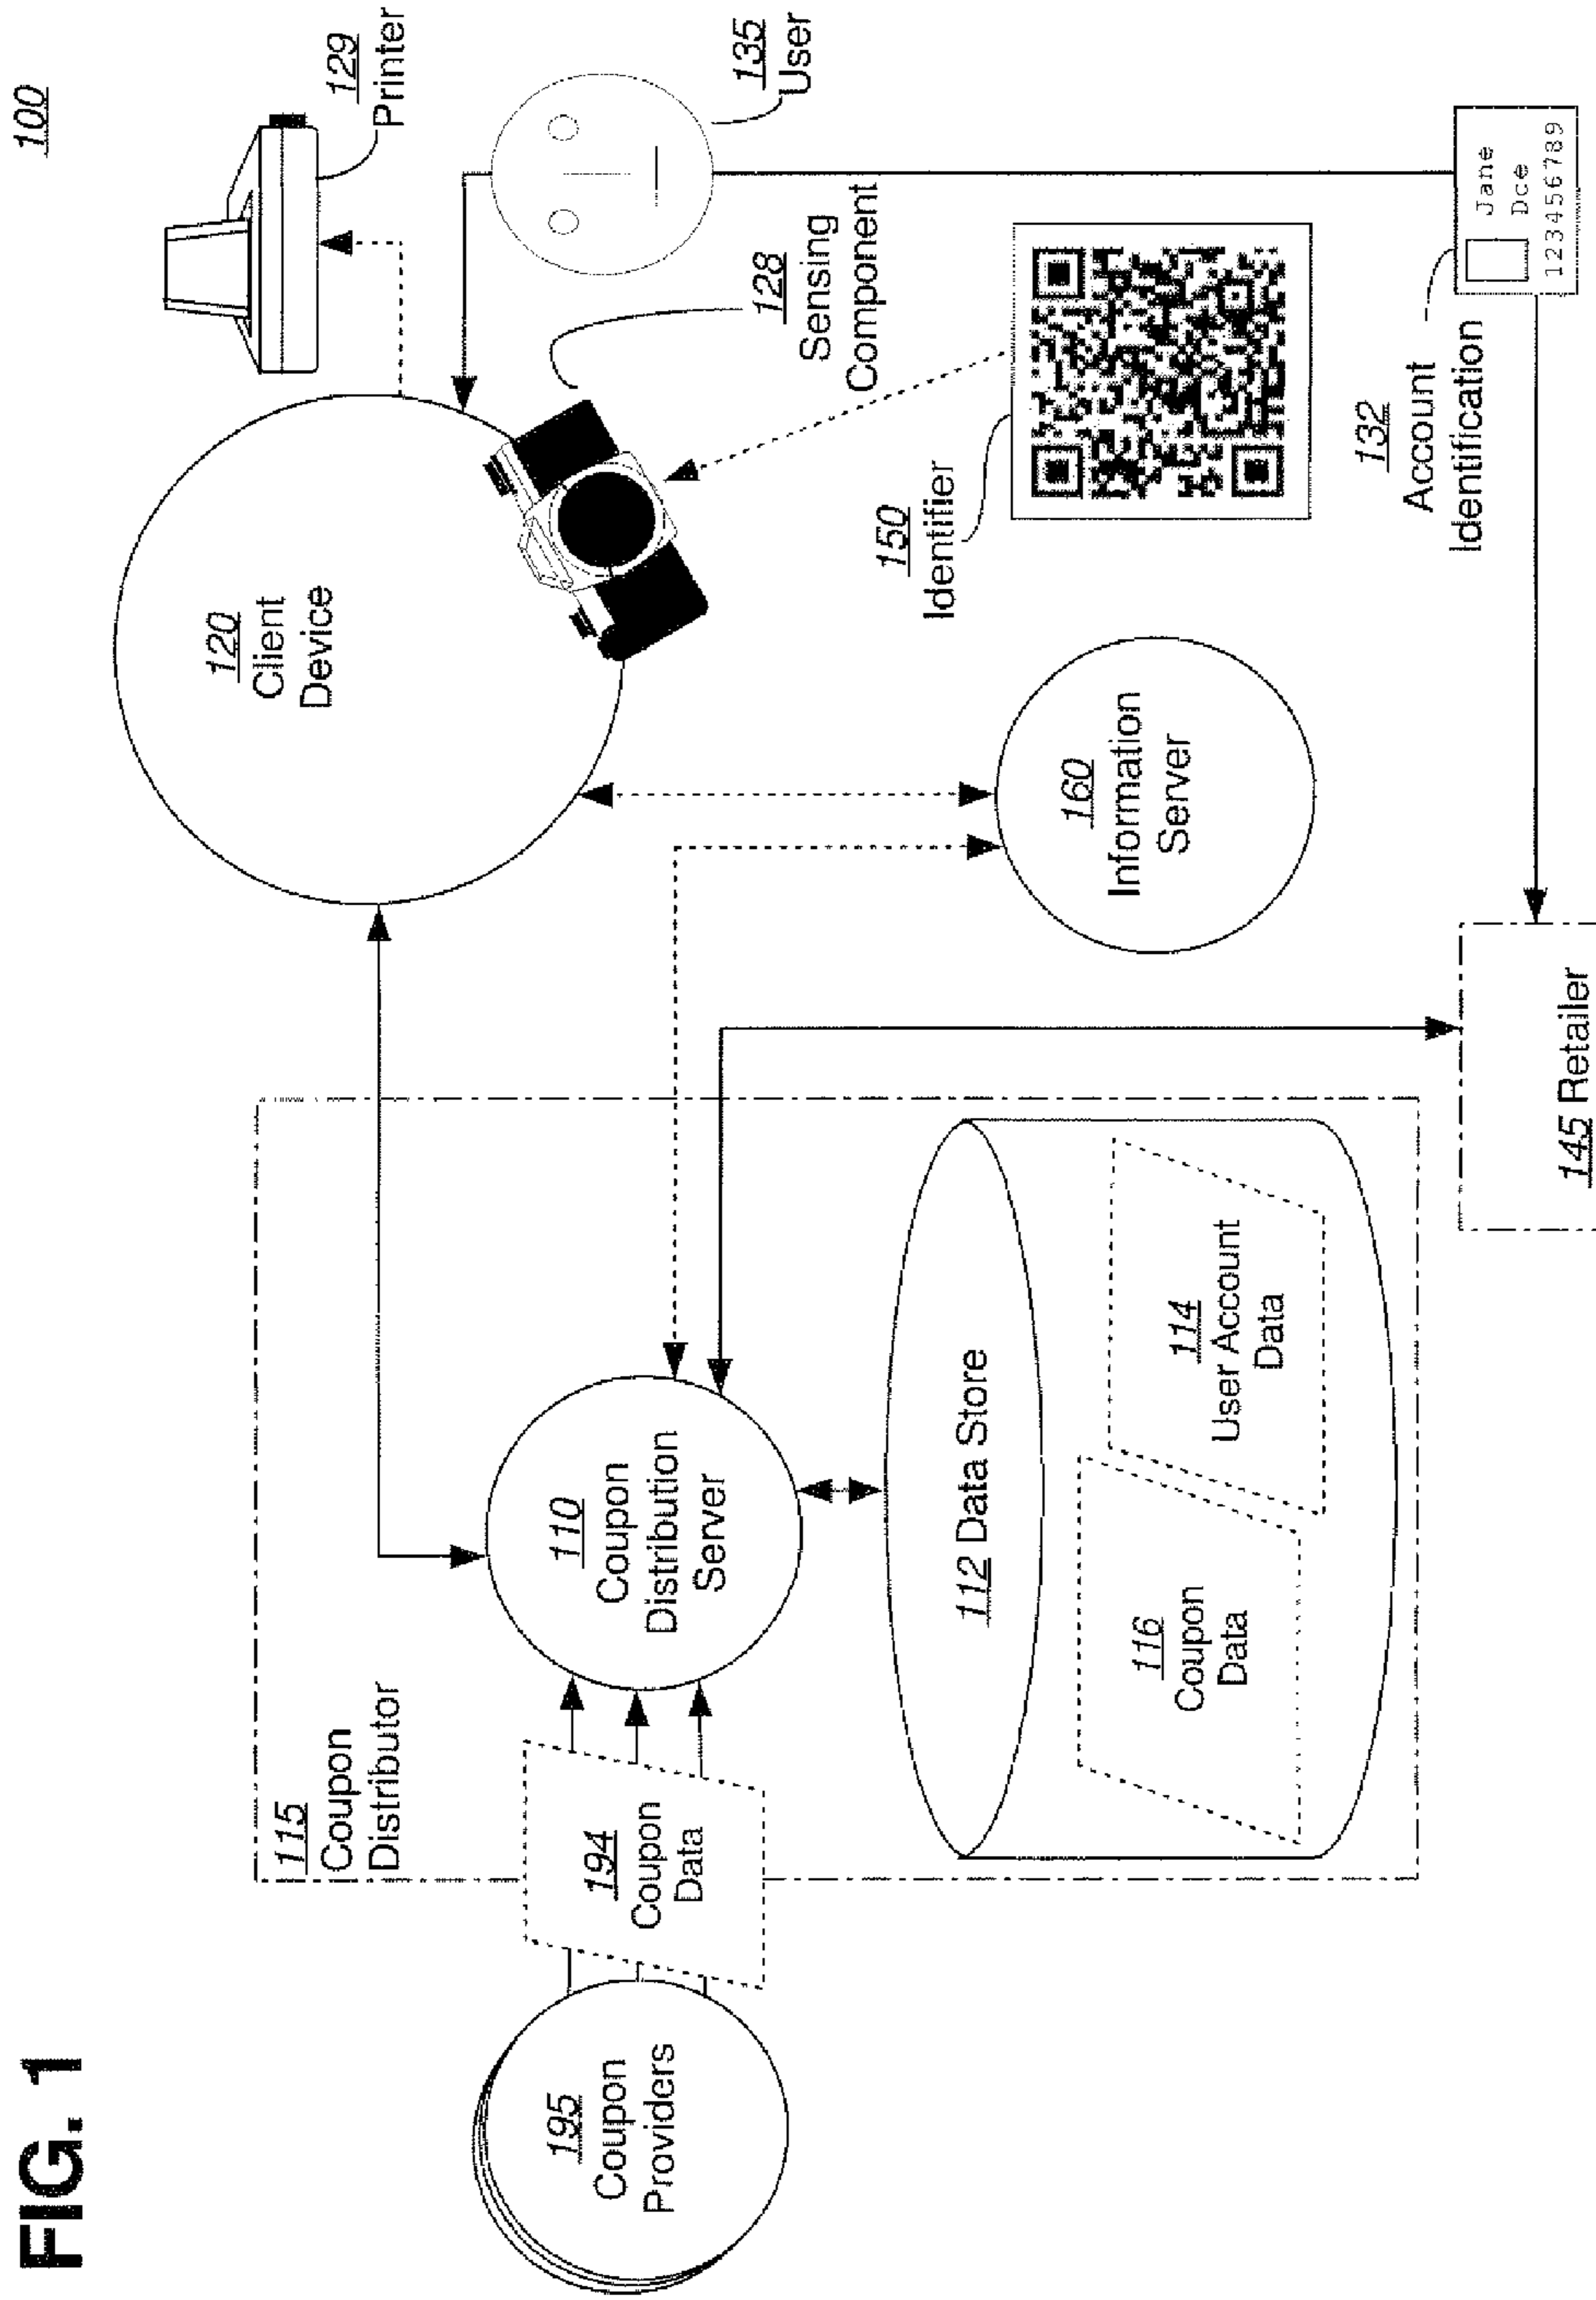 FIG. 1
100
195
Coupon
Providers
194
Coupon
Data
115
Coupon
Distributor
110
Coupon
Distribution
Server
112 Data Store
116
Coupon
Data
114
User Account
Data
120
Client
Device
129
Printer
128
Sensing
Component
135
User
160
Information
Server
150
Identifier
132
Account
Identification
Jane
Dce
123456789
145 Retailer